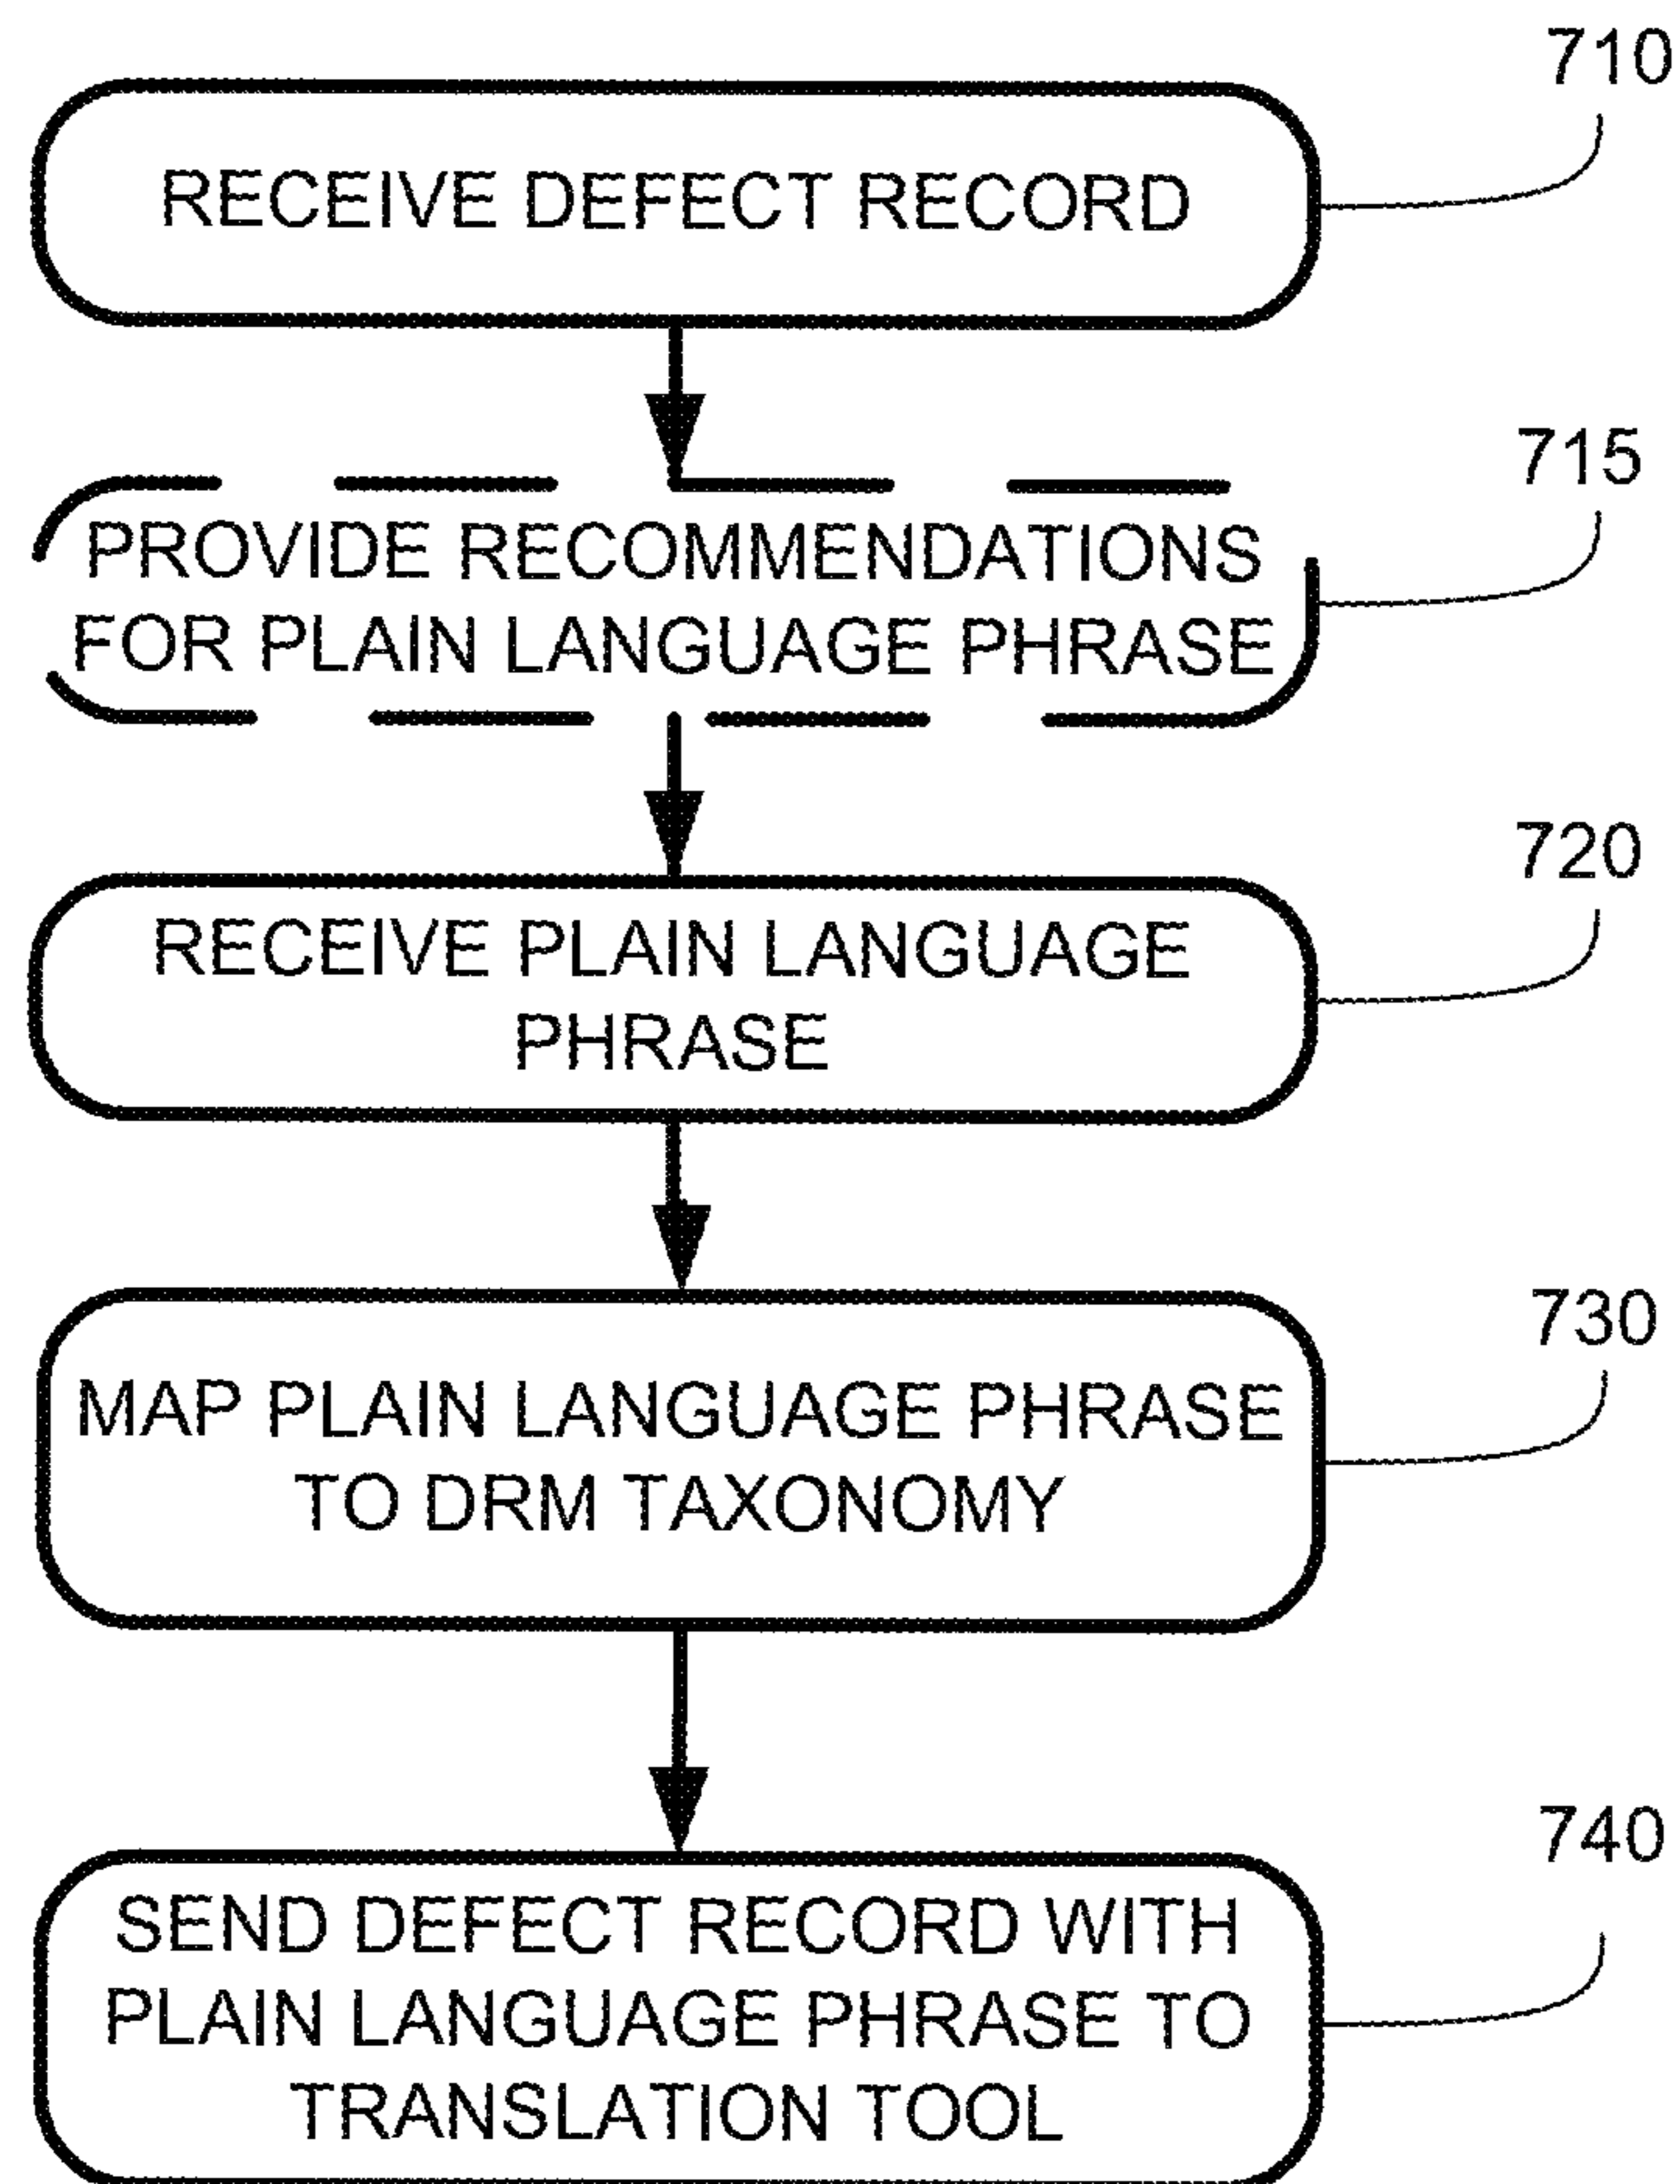 710
RECEIVE DEFECT RECORD
715
PROVIDE RECOMMENDATIONS
FOR PLAIN LANGUAGE PHRASE
720
RECEIVE PLAIN LANGUAGE
PHRASE
730
MAP PLAIN LANGUAGE PHRASE
TO DRM TAXONOMY
740
SEND DEFECT RECORD WITH
PLAIN LANGUAGE PHRASE TO
TRANSLATION TOOL